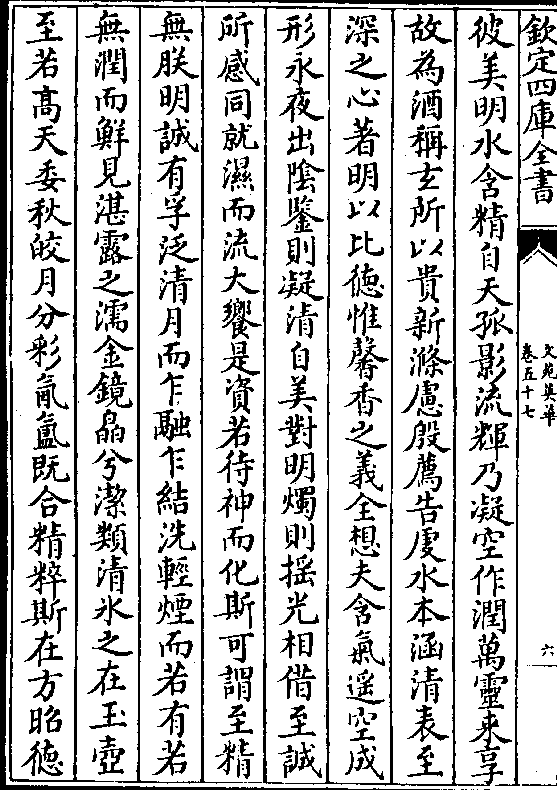 欽定四庫全書
文苑英華
卷五十七
六
彼美明水含精自天孤影流輝乃凝空作潤萬靈来享
故為酒稱玄所以貴新滌慮殷薦告虔水本涵清表至
深之心著明以比德惟馨香之義全想夫含氣遥空成
形永夜出陰鑒則凝清自美對明燭則揺光相借至誠
所感同就濕而流大饗是資若待神而化斯可謂至精
無朕明誠有孚泛清月而乍融乍結洗輕煙而若有若
無潤而鮮見湛露之濡金鏡晶兮潔類清氷之在玉壺
至若髙天委秋皎月分彩氤氲既合精粹斯在方昭德